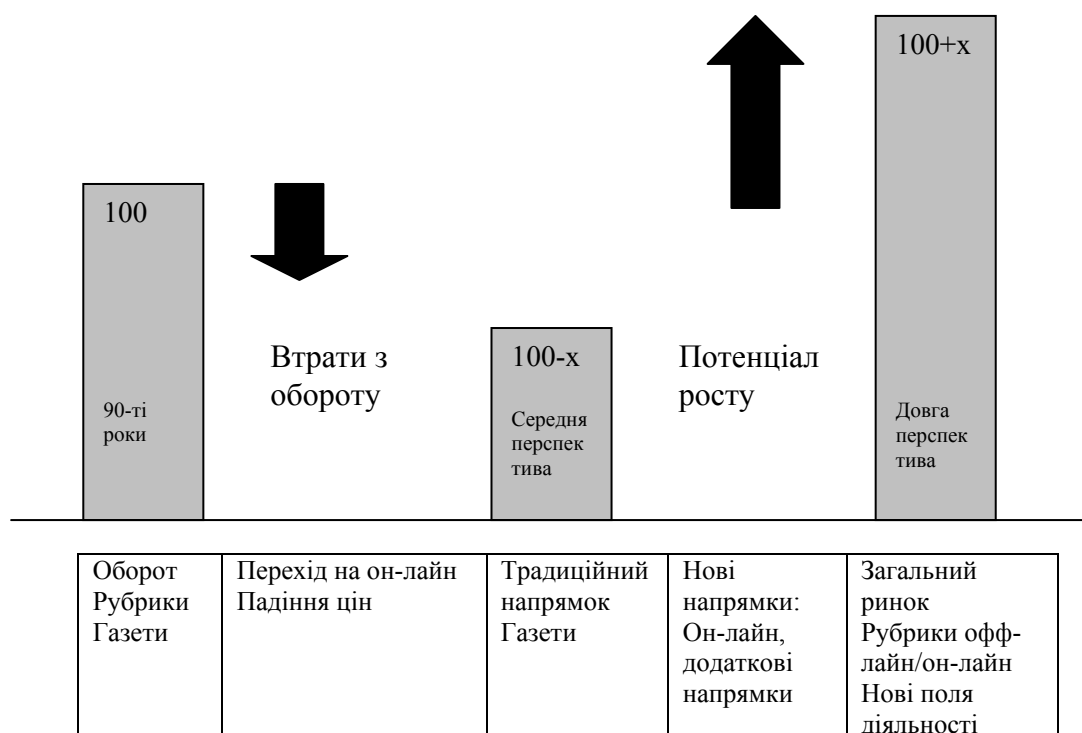 100
90-ті
роки
Втрати з
обороту
100-х
Середня
перспек
тива
Потенціал
росту
100+х
Довга
перспек
тива
Оборот
Рубрики
Газети
Перехід на он-лайн
Падіння цін
Традиційний
напрямок
Газети
Нові
напрямки:
Он-лайн,
додаткові
напрямки
Загальний
ринок
Рубрики офф-
лайн/он-лайн
Нові поля
діяльності